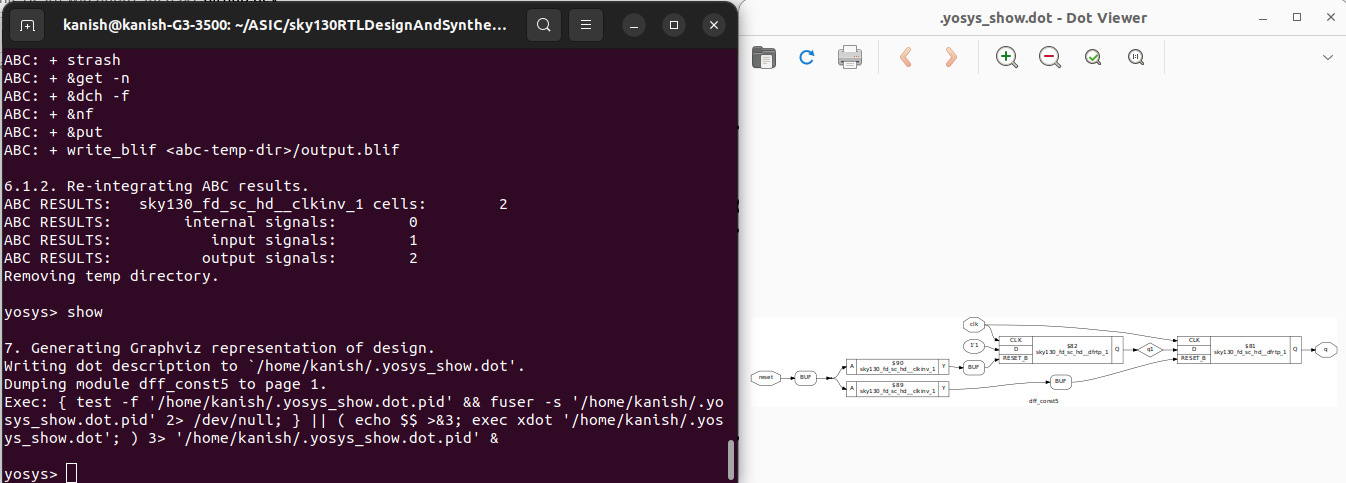 kanish@kanish-G3-3500: ~/ASIC/sky130RTLDesignAndSynthe...
ABC: + strash
ABC: + &get -n
ABC: + &dch -f
ABC: + &nf
ABC: + &put
ABC: + write_blif <abc-temp-dir>/output.blif
6.1.2. Re-integrating ABC results.
ABC RESULTS:   sky130_fd_sc_hd__clkinv_1 cells:        2
ABC RESULTS:        internal signals:        0
ABC RESULTS:           input signals:        1
ABC RESULTS:          output signals:        2
Removing temp directory.
yosys> show
7. Generating Graphviz representation of design.
Writing dot description to `/home/kanish/.yosys_show.dot'.
Dumping module dff_const5 to page 1.
Exec: { test -f '/home/kanish/.yosys_show.dot.pid' && fuser -s '/home/kanish/.yo
sys_show.dot.pid' 2> /dev/null; } || ( echo $$ >&3; exec xdot '/home/kanish/.yos
ys_show.dot'; ) 3> '/home/kanish/.yosys_show.dot.pid' &
yosys>
.yosys_show.dot - Dot Viewer
clk
1'1
reset
BUF
A
$90
sky130_fd_sc_hd__clkinv_1
Y
A
$89
sky130_fd_sc_hd__clkinv_1
Y
BUF
BUF
CLK
D
RESET_B
$82
sky130_fd_sc_hd__dfrtp_1
Q
q1
CLK
D
RESET_B
$81
sky130_fd_sc_hd__dfrtp_1
Q
q
dff_const5